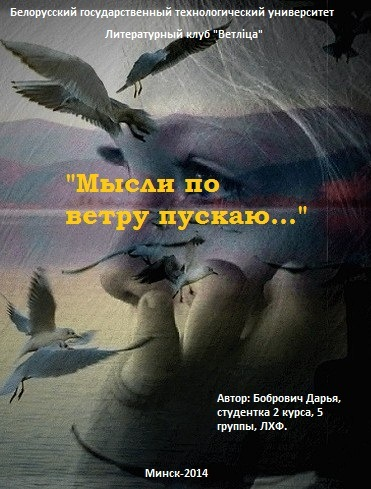 Белорусский государственный технологический университет
Литературный клуб "Ветліца"
"Мысли по
ветру пускаю..."
Автор: Бобрович Дарья,
студентка 2 курса, 5
группы, ЛХФ.
Минск-2014